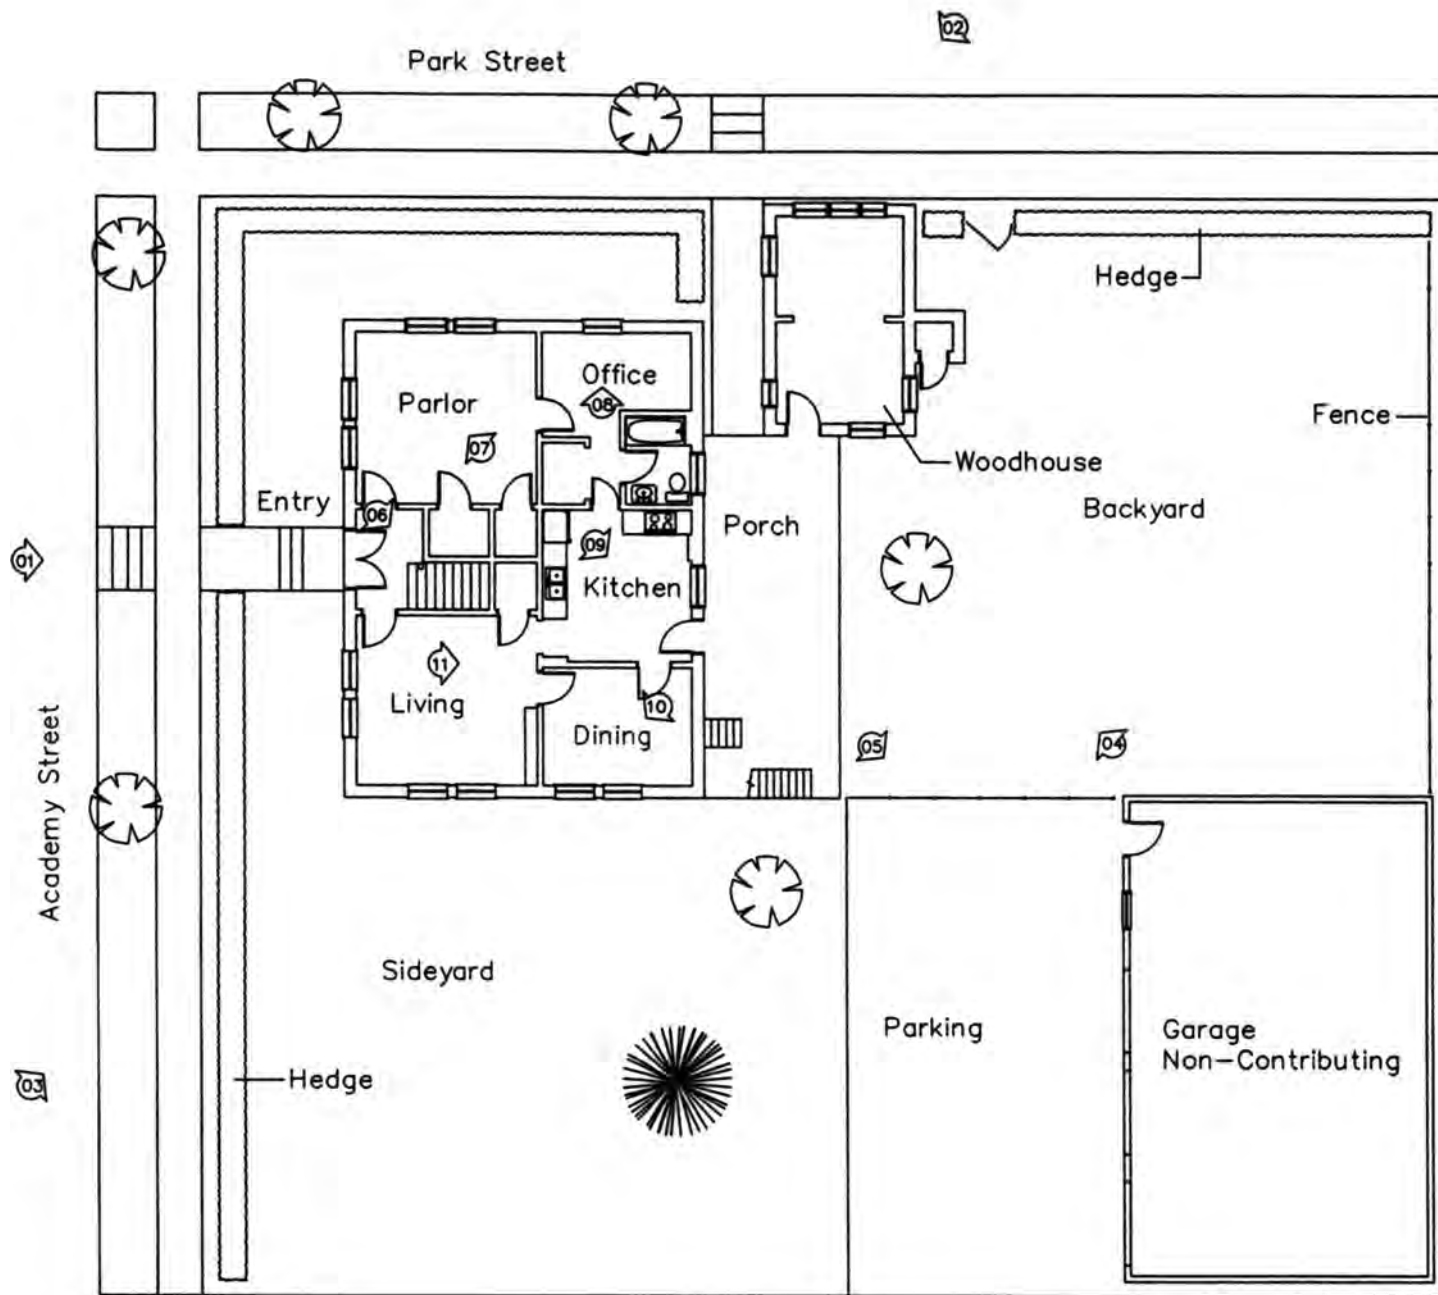 02
Park Street
Hedge
Office
Parlor
08
Fence
07
Woodhouse
Entry
06
Backyard
Porch
09
01
Kitchen
11
Living
10
Dining
05
04
Academy Street
Sideyard
Parking
Garage
Non-Contributing
Hedge
03